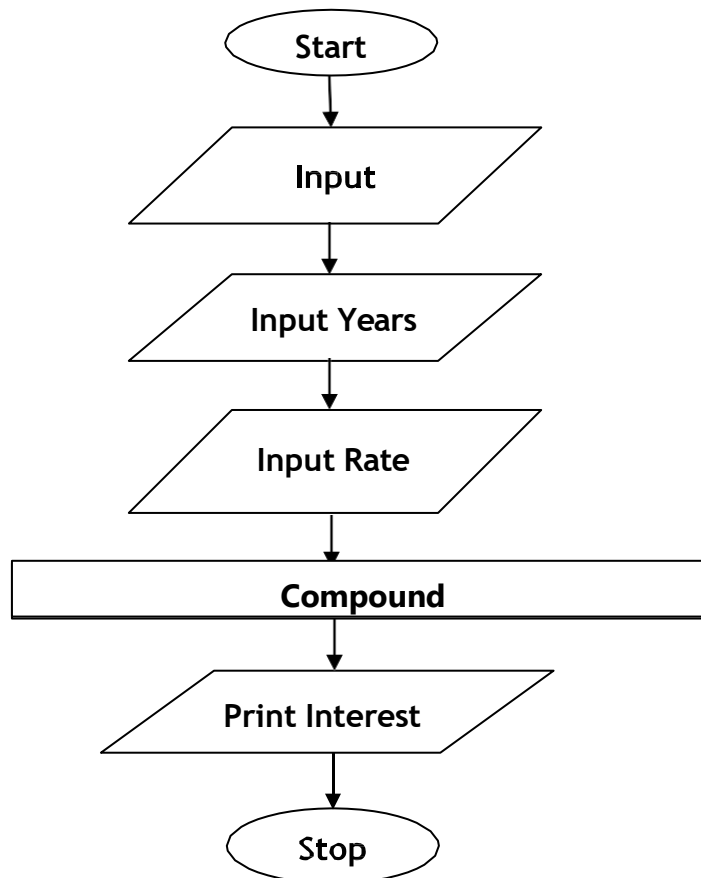 Start
Input
Input Years
Input Rate
Compound
Print Interest
Stop